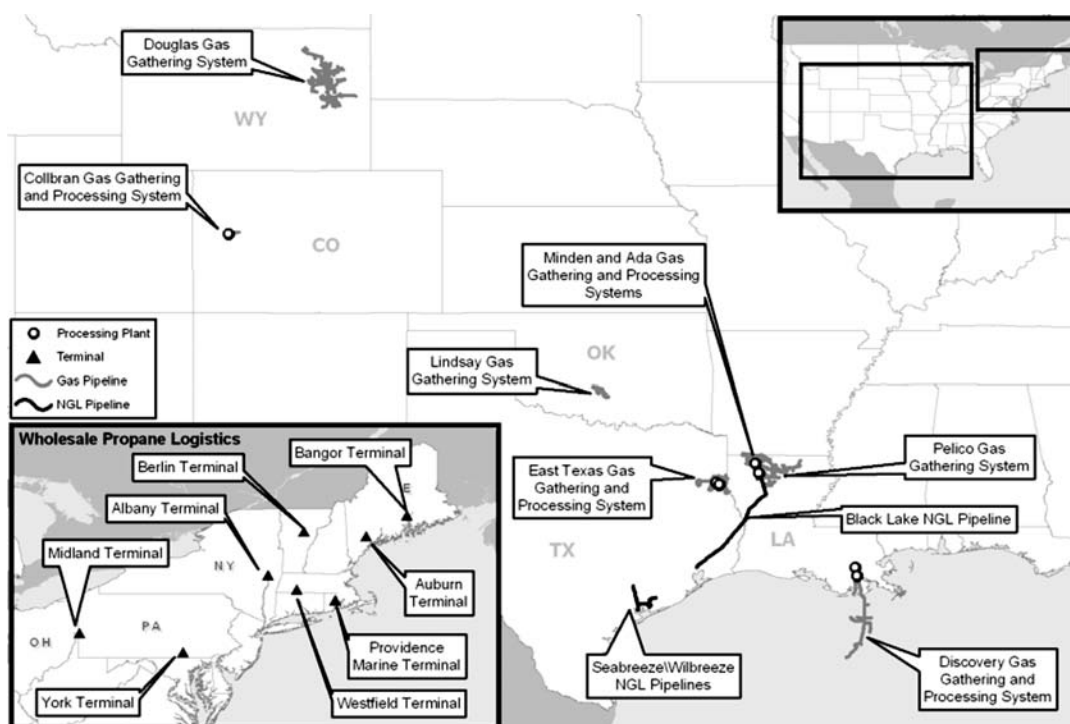 Douglas Gas
Gathering System
WY
Collbran Gas Gathering
and Processing System
CO
Minden and Ada Gas
Gathering and Processing
Systems
Processing Plant
Terminal
Gas Pipeline
NGL Pipeline
OK
Lindsay Gas
Gathering System
East Texas Gas
Gathering and
Processing System
Pelico Gas
Gathering System
Black Lake NGL Pipeline
TX
LA
Seabreeze\Wilbreeze
NGL Pipelines
Discovery Gas
Gathering and
Processing System
Wholesale Propane Logistics
Berlin Terminal
Bangor Terminal
Albany Terminal
E
Midland Terminal
NY
Auburn
Terminal
PA
OH
Providence
Marine Terminal
York Terminal
Westfield Terminal